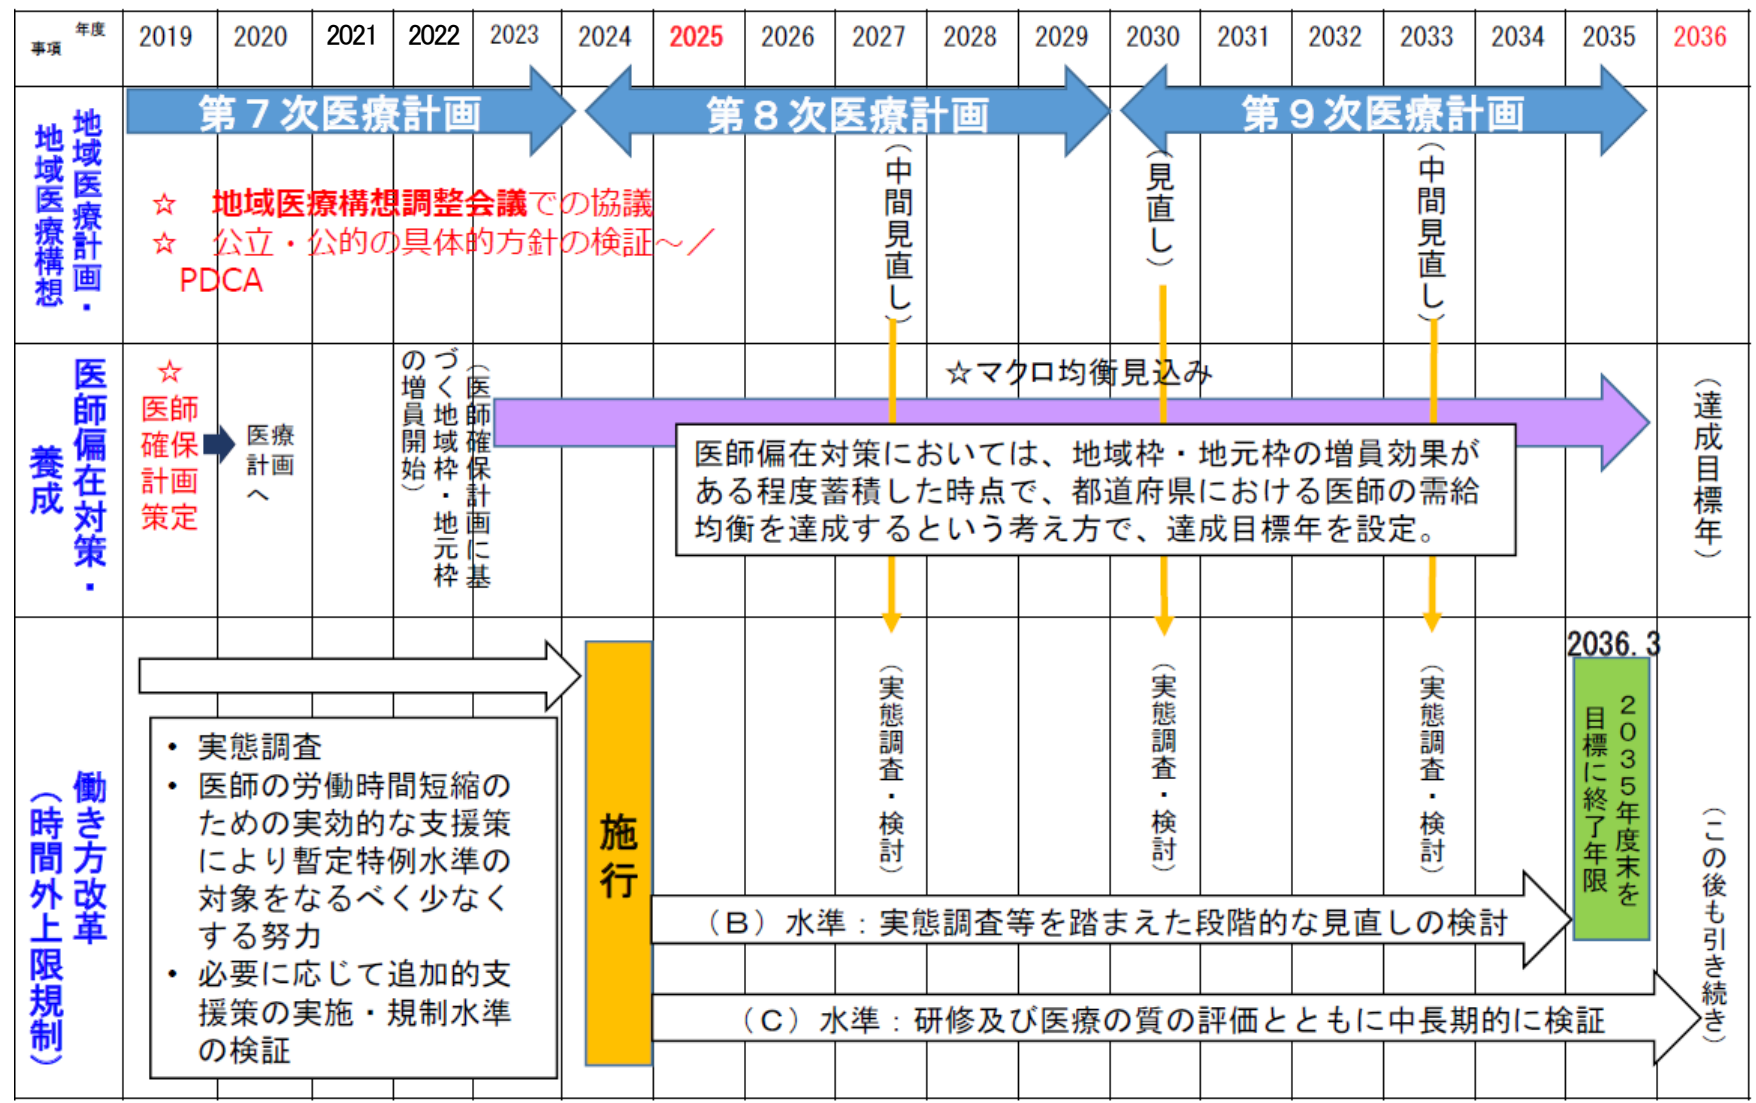 年度
事項
2019 2020 2021 2022 2023 2024 2025 2026 2027 2028 2029 2030 2031 2032 2033 2034 2035 2036
地域医療計画・
地域医療構想
第７次医療計画
第８次医療計画
第９次医療計画
☆ 地域医療構想調整会議での協議
☆ 公立・公的の具体的方針の検証～／
PDCA
（中間見直し）
（見直し）
（中間見直し）
医師偏在対策・
養成
☆
医師
確保
計画
策定
医療
計画
へ
（医師確保計画に基
づく地域枠・地元枠
の増員開始）
☆マクロ均衡見込み
医師偏在対策においては、地域枠・地元枠の増員効果が
ある程度蓄積した時点で、都道府県における医師の需給
均衡を達成するという考え方で、達成目標年を設定。
（達成目標年）
働き方改革
（時間外上限規制）
• 実態調査
• 医師の労働時間短縮の
ための実効的な支援策
により暫定特例水準の
対象をなるべく少なく
する努力
• 必要に応じて追加的支
援策の実施・規制水準
の検証
施行
（実態調査・検討）
（実態調査・検討）
（実態調査・検討）
2036.3
２０３５年度末を
目標に終了年限
（Ｂ）水準：実態調査等を踏まえた段階的な見直しの検討
（Ｃ）水準：研修及び医療の質の評価とともに中長期的に検証
（この後も引き続き）